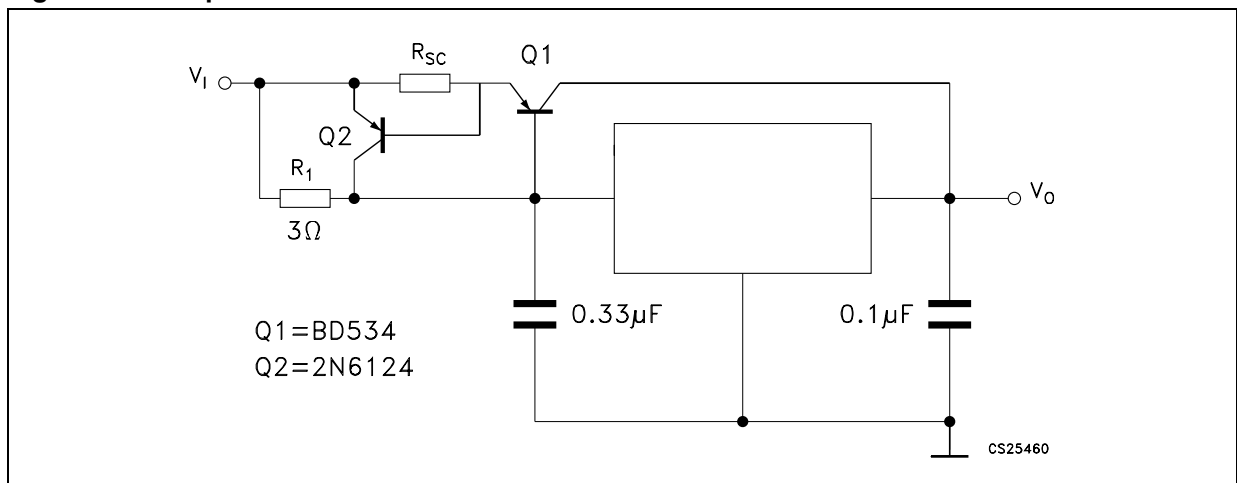 R_SC
Q1
V_I
Q2
R_1
3Ω
V_O
0.33µF
0.1µF
Q1=BD534
Q2=2N6124
CS25460